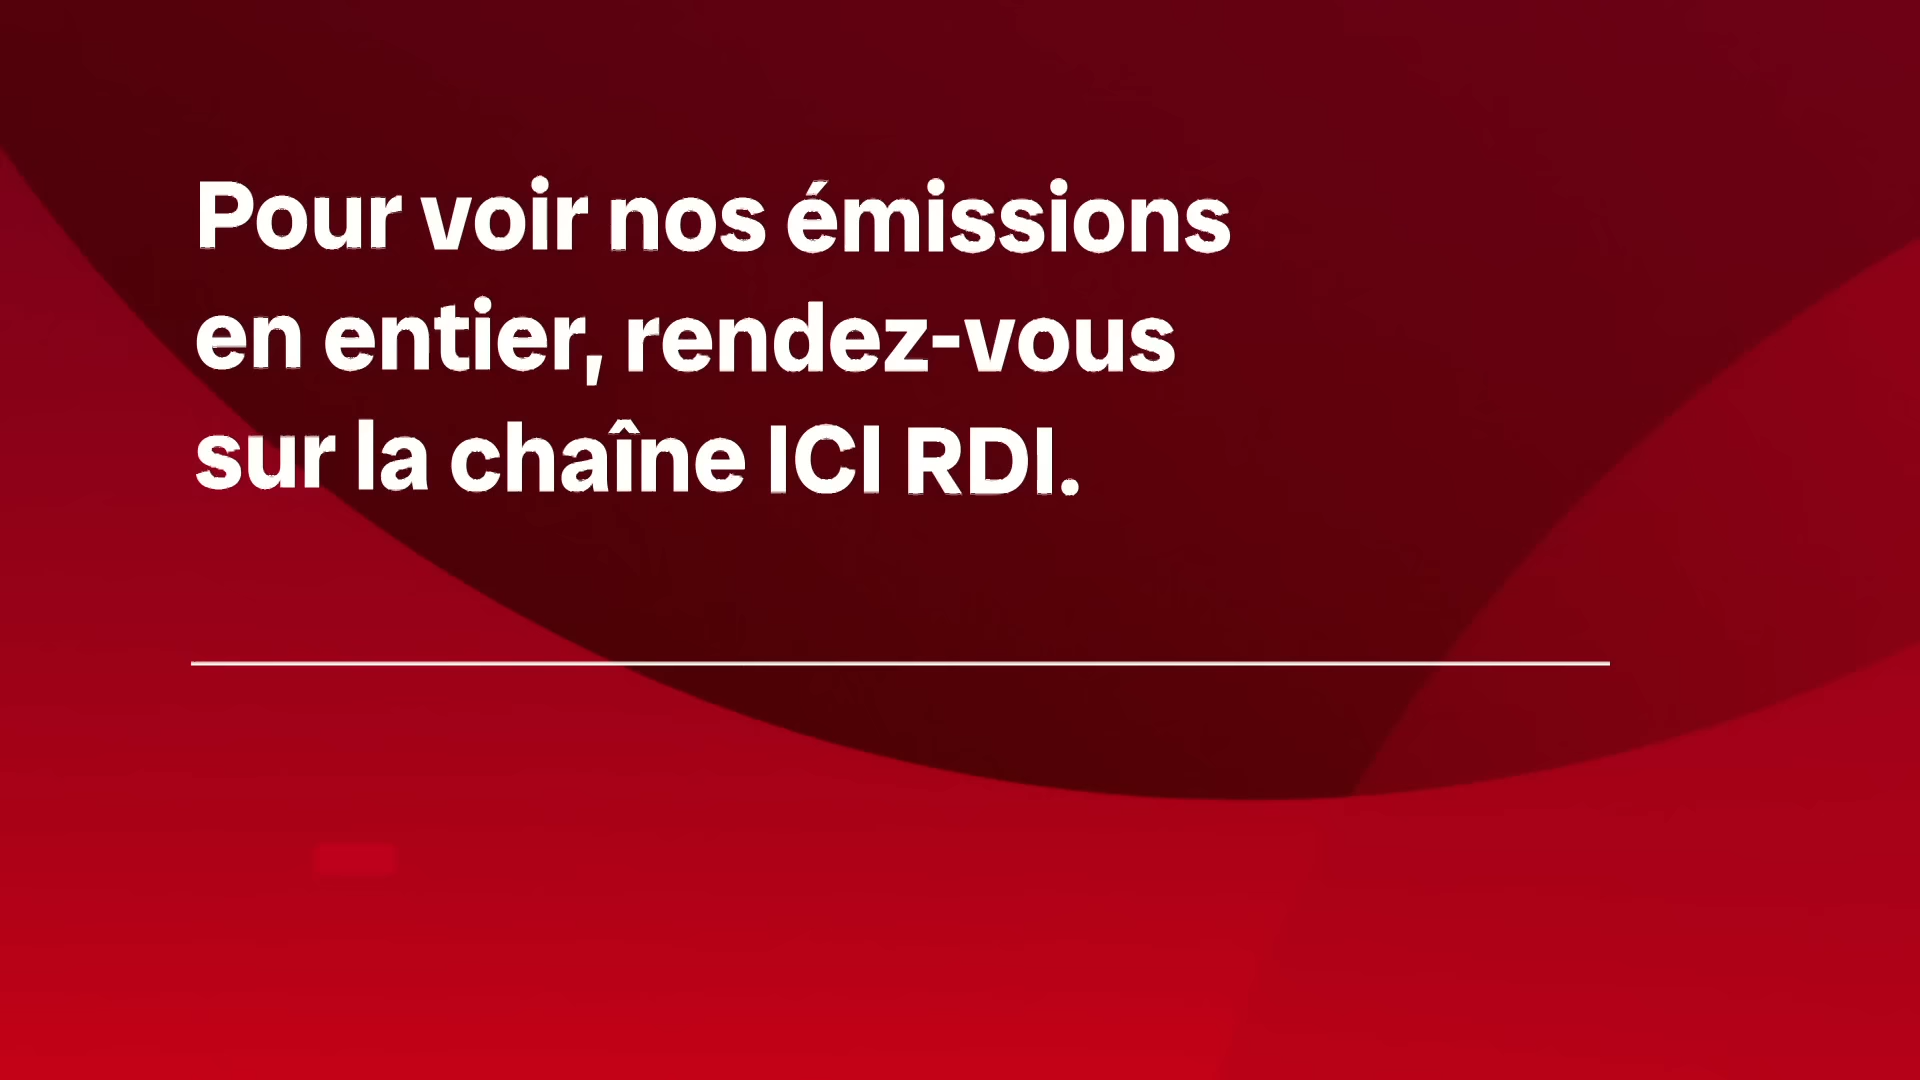 Pour voir nos émissions
en entier, rendez-vous
sur la chaîne ICI RDI.